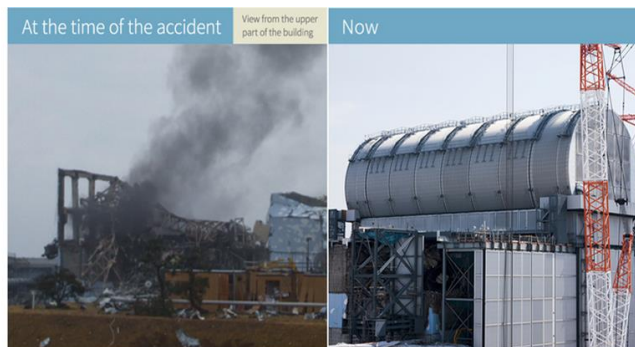 At the time of the accident
View from the upper
part of the building
Now